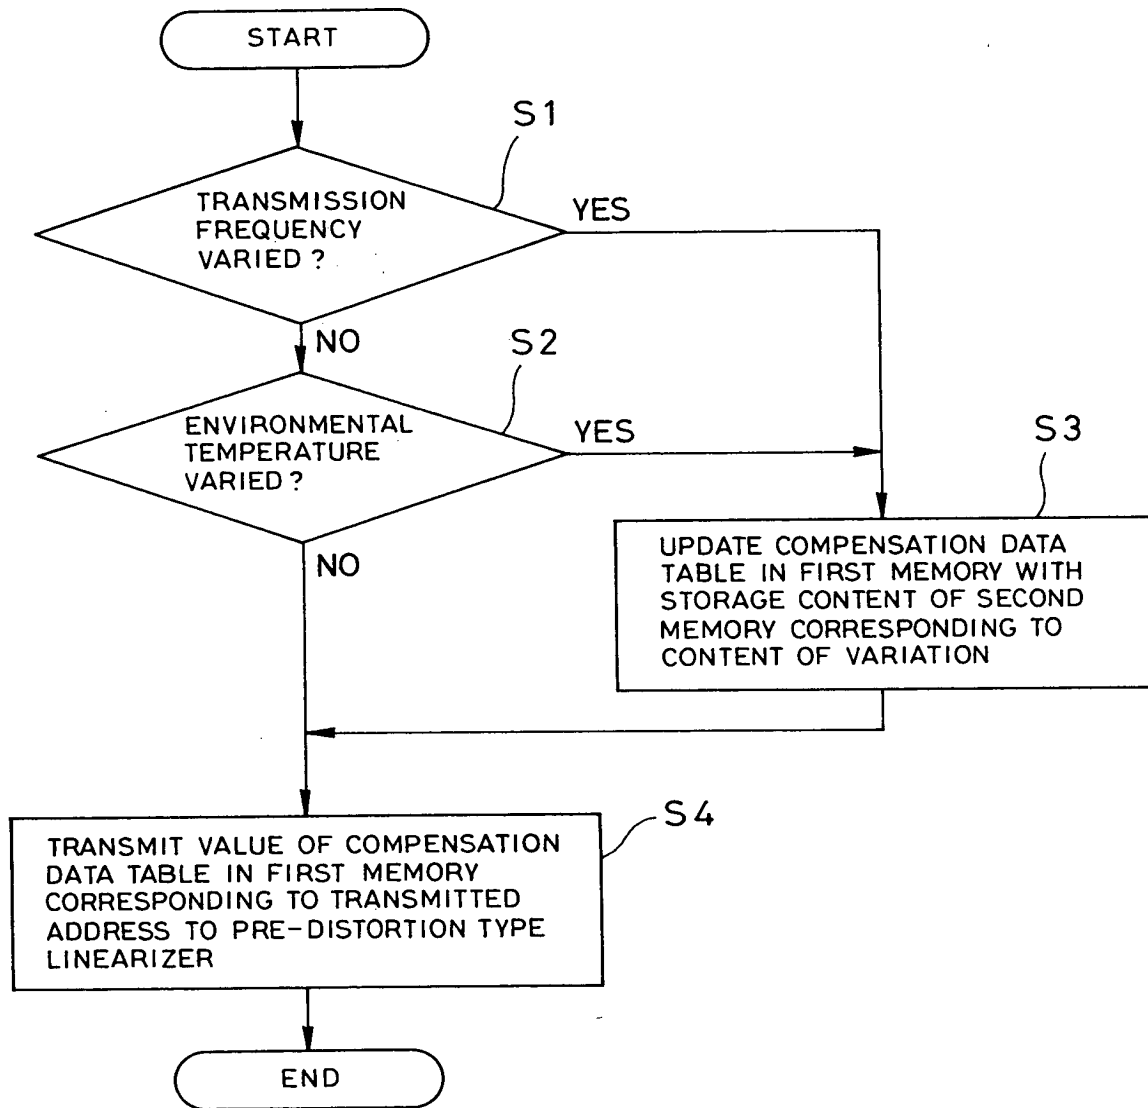 START
S1
TRANSMISSION
FREQUENCY
VARIED ?
YES
NO
S2
ENVIRONMENTAL
TEMPERATURE
VARIED ?
YES
NO
S3
UPDATE COMPENSATION DATA
TABLE IN FIRST MEMORY WITH
STORAGE CONTENT OF SECOND
MEMORY CORRESPONDING TO
CONTENT OF VARIATION
S4
TRANSMIT VALUE OF COMPENSATION
DATA TABLE IN FIRST MEMORY
CORRESPONDING TO TRANSMITTED
ADDRESS TO PRE-DISTORTION TYPE
LINEARIZER
END